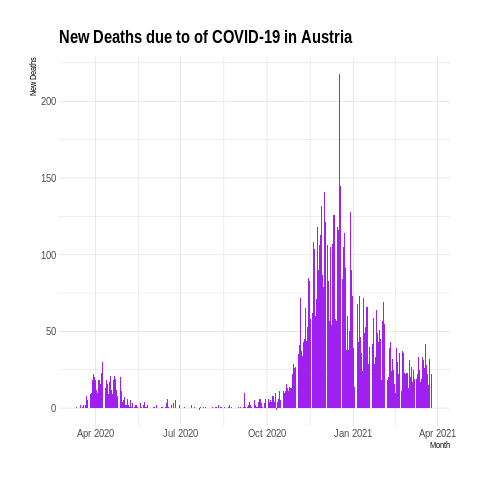 New Deaths due to of COVID-19 in Austria
New Deaths
200
150
100
50
0
Apr 2020 Jul 2020 Oct 2020 Jan 2021 Apr 2021
Month